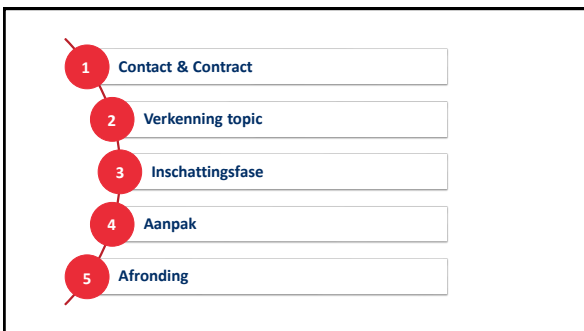 1 Contact & Contract
2 Verkenning topic
3 Inschattingsfase
4 Aanpak
5 Afronding